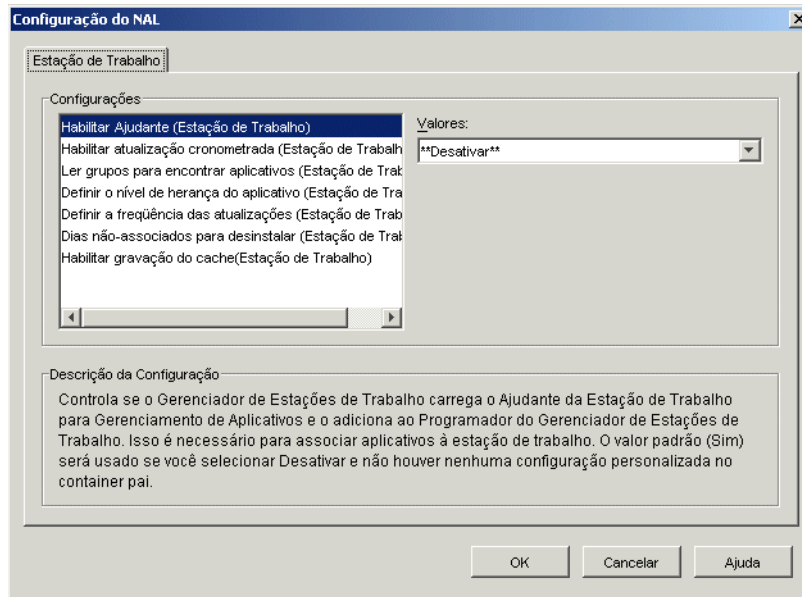 Configuração do NAL
Estação de Trabalho
Configurações
Habilitar Ajudante (Estação de Trabalho)
Habilitar atualização cronometrada (Estação de Trabalh
Ler grupos para encontrar aplicativos (Estação de Trab
Definir o nível de herança do aplicativo (Estação de Tra
Definir a freqüência das atualizações (Estação de Trab
Dias não-associados para desinstalar (Estação de Trab
Habilitar gravação do cache(Estação de Trabalho)
Valores:
**Desativar**
Descrição da Configuração
Controla se o Gerenciador de Estações de Trabalho carrega o Ajudante da Estação de Trabalho
para Gerenciamento de Aplicativos e o adiciona ao Programador do Gerenciador de Estações de
Trabalho. Isso é necessário para associar aplicativos à estação de trabalho. O valor padrão (Sim)
será usado se você selecionar Desativar e não houver nenhuma configuração personalizada no
container pai.
OK
Cancelar
Ajuda